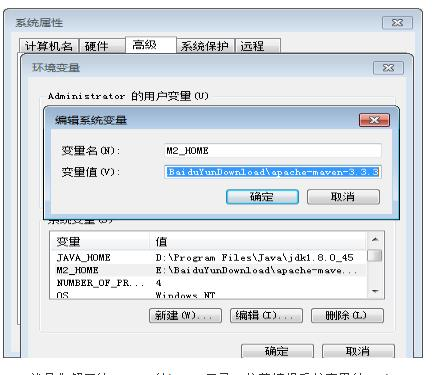 系统属性
计算机名 硬件 高级 系统保护 远程
环境变量
Administrator 的用户变量(U)
编辑系统变量
变量名(N): M2_HOME
变量值(V): BaiduYunDownload\apache-maven-3.3.3
确定 取消
系统变量(S)
变量 值
JAVA_HOME D:\Program Files\Java\jdk1.8.0_45
M2_HOME E:\BaiduYunDownload\apache-mave...
NUMBER_OF_PR... 4
OS Windows_NT
新建(W)... 编辑(I)... 删除(L)
确定 取消